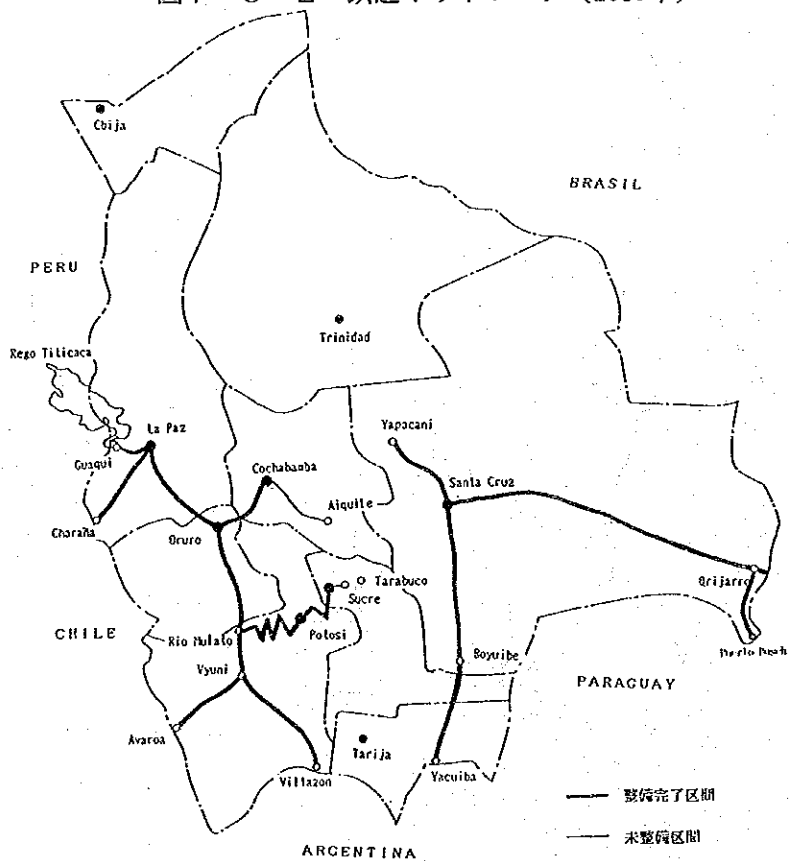 Cbija
BRASIL
PERU
Trinidad
Rego Titicaca
La Paz
Guaqui
Yapacani
Cochabamba
Santa Cruz
Aiquile
Charaña
Oruro
Tarabuco
Sucre
Qrijarro
CHILE
Rio Mulato
Potosi
Vyuni
Boyuibe
PARAGUAY
Avaroa
Tarija
Villazon
Yacuiba
整備完了区間
未整備区間
ARGENTINA